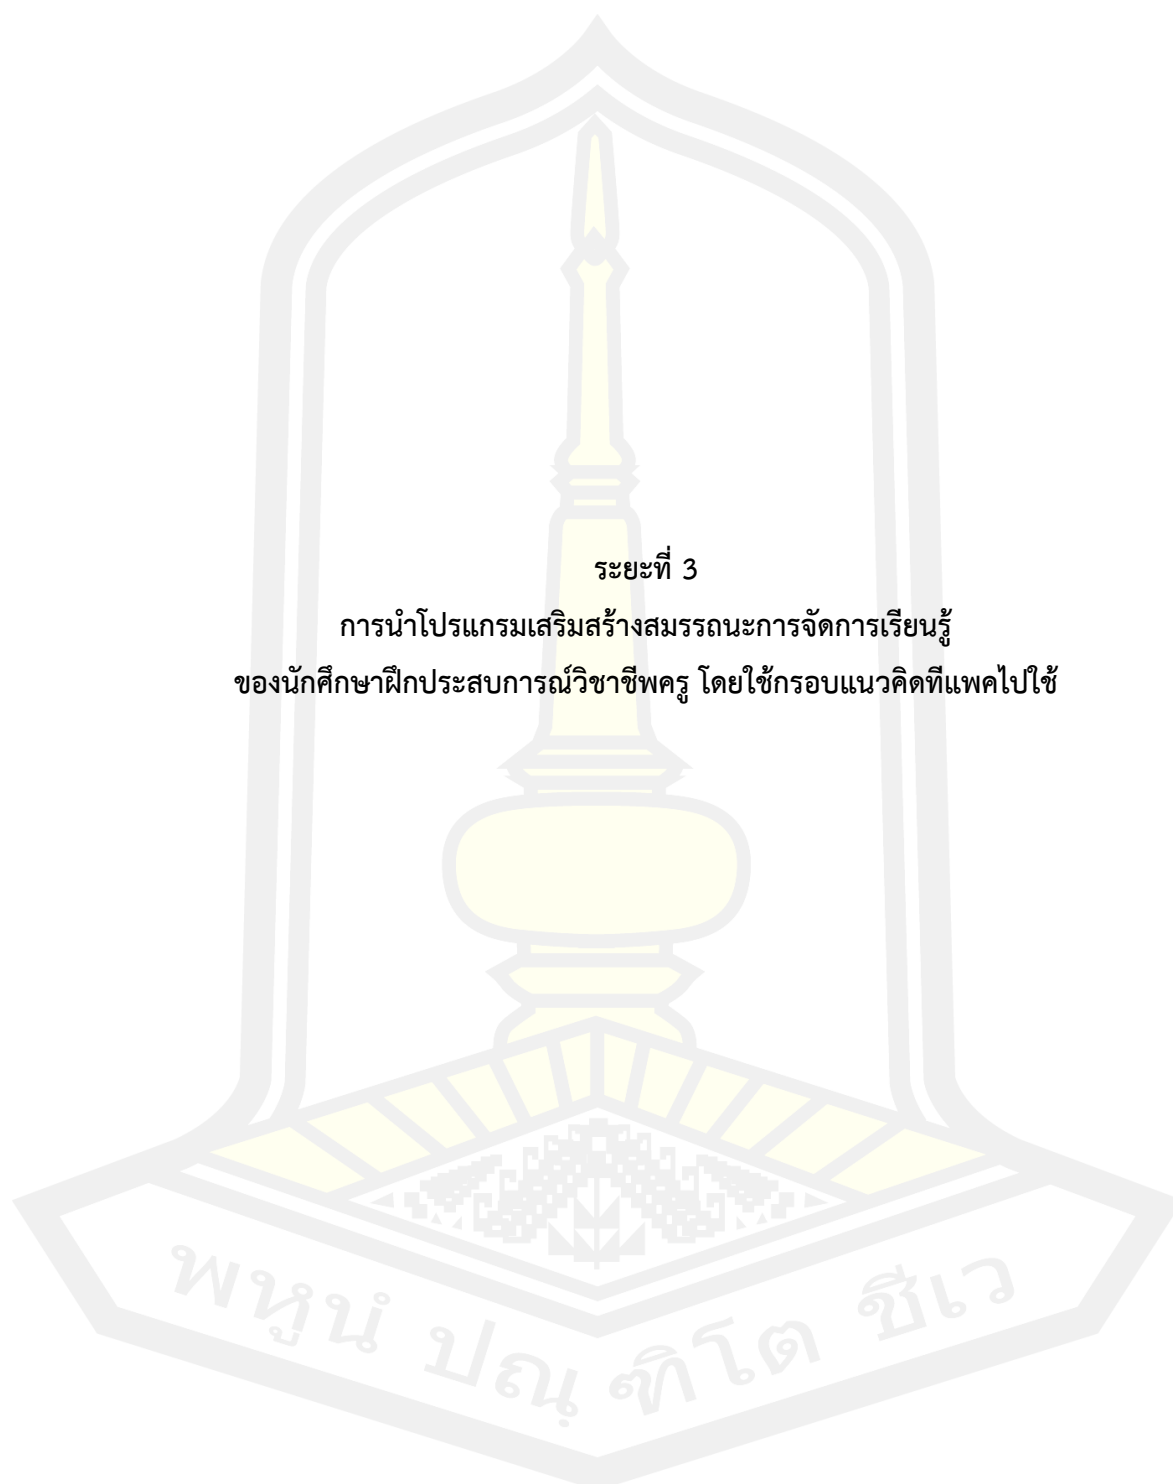 ระยะที่ 3
การนำโปรแกรมเสริมสร้างสมรรถนะการจัดการเรียนรู้
ของนักศึกษาฝึกประสบการณ์วิชาชีพครู โดยใช้กรอบแนวคิดทีแพคไปใช้
พหูนํ ปณฺฑิโต ชีเว